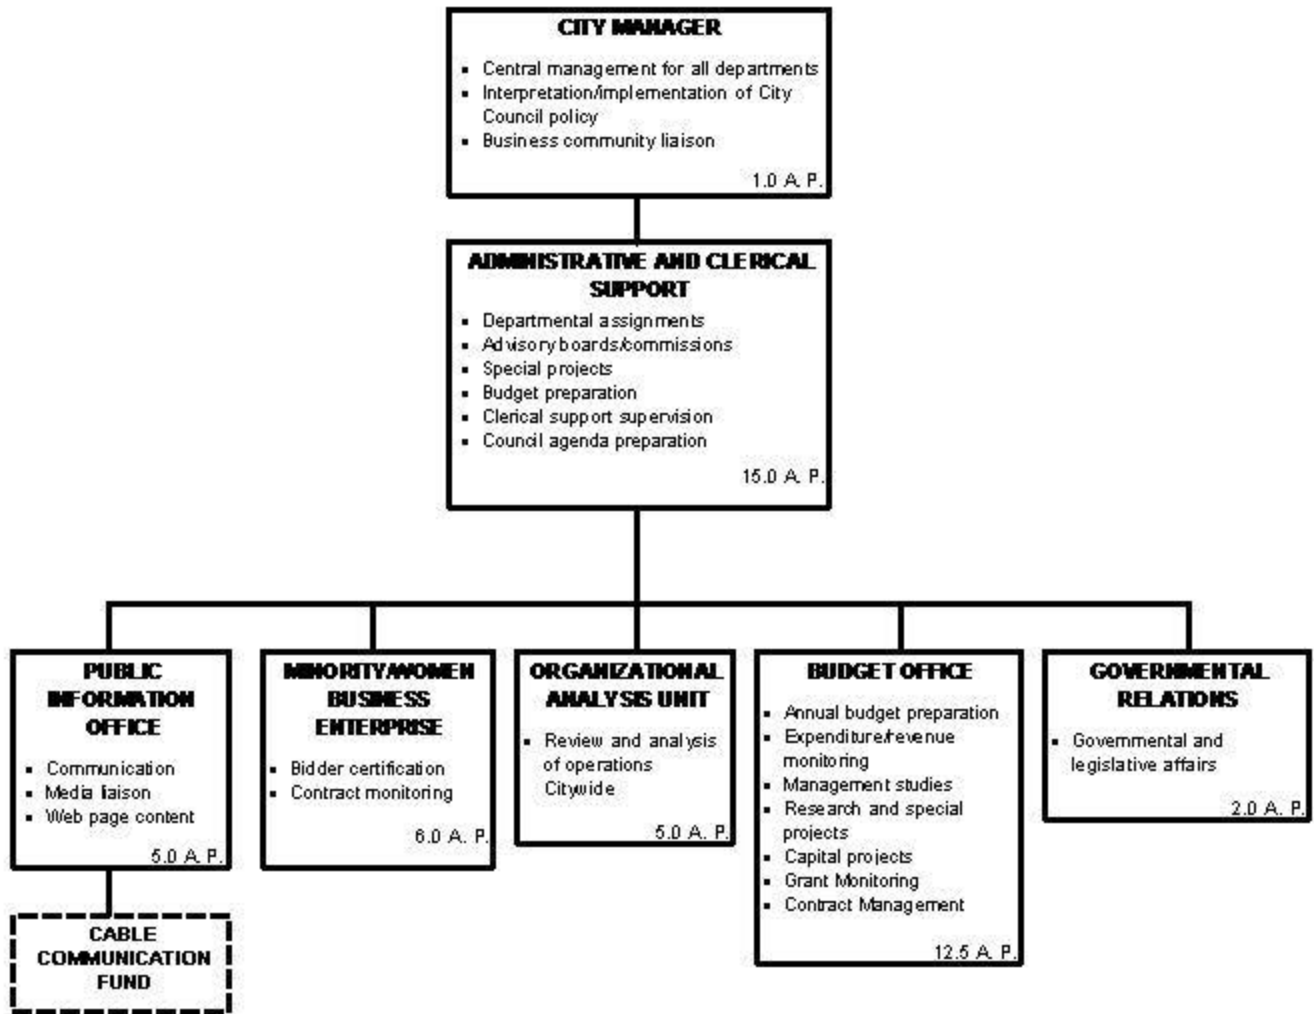 CITY MANAGER
▪ Central management for all departments
▪ Interpretation/implementation of City
Council policy
▪ Business community liaison
1.0 A. P.
ADMINISTRATIVE AND CLERICAL
SUPPORT
▪ Departmental assignments
▪ Advisory boards/commissions
▪ Special projects
▪ Budget preparation
▪ Clerical support supervision
▪ Council agenda preparation
15.0 A. P.
PUBLIC
INFORMATION
OFFICE
▪ Communication
▪ Media liaison
▪ Web page content
5.0 A. P.
MINORITY/WOMEN
BUSINESS
ENTERPRISE
▪ Bidder certification
▪ Contract monitoring
6.0 A. P.
ORGANIZATIONAL
ANALYSIS UNIT
▪ Review and analysis
of operations
Citywide
5.0 A. P.
BUDGET OFFICE
▪ Annual budget preparation
▪ Expenditure/revenue
monitoring
▪ Management studies
▪ Research and special
projects
▪ Capital projects
▪ Grant Monitoring
▪ Contract Management
12.5 A. P.
GOVERNMENTAL
RELATIONS
▪ Governmental and
legislative affairs
2.0 A. P.
CABLE
COMMUNICATION
FUND